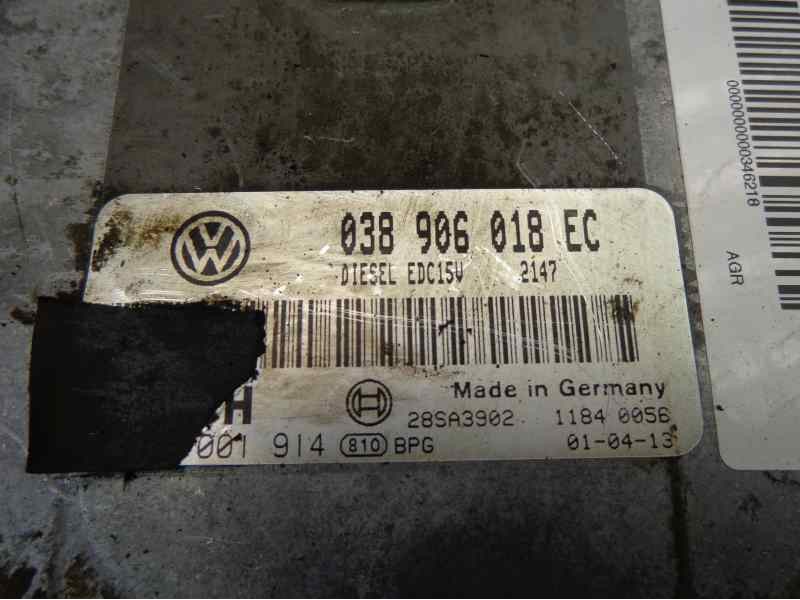 038 906 018 EC
DIESEL EDC15V 2147
H
Made in Germany
28SA3902 1184 0056
001 914 810 BPG 01-04-13
0000000000346218
AGR